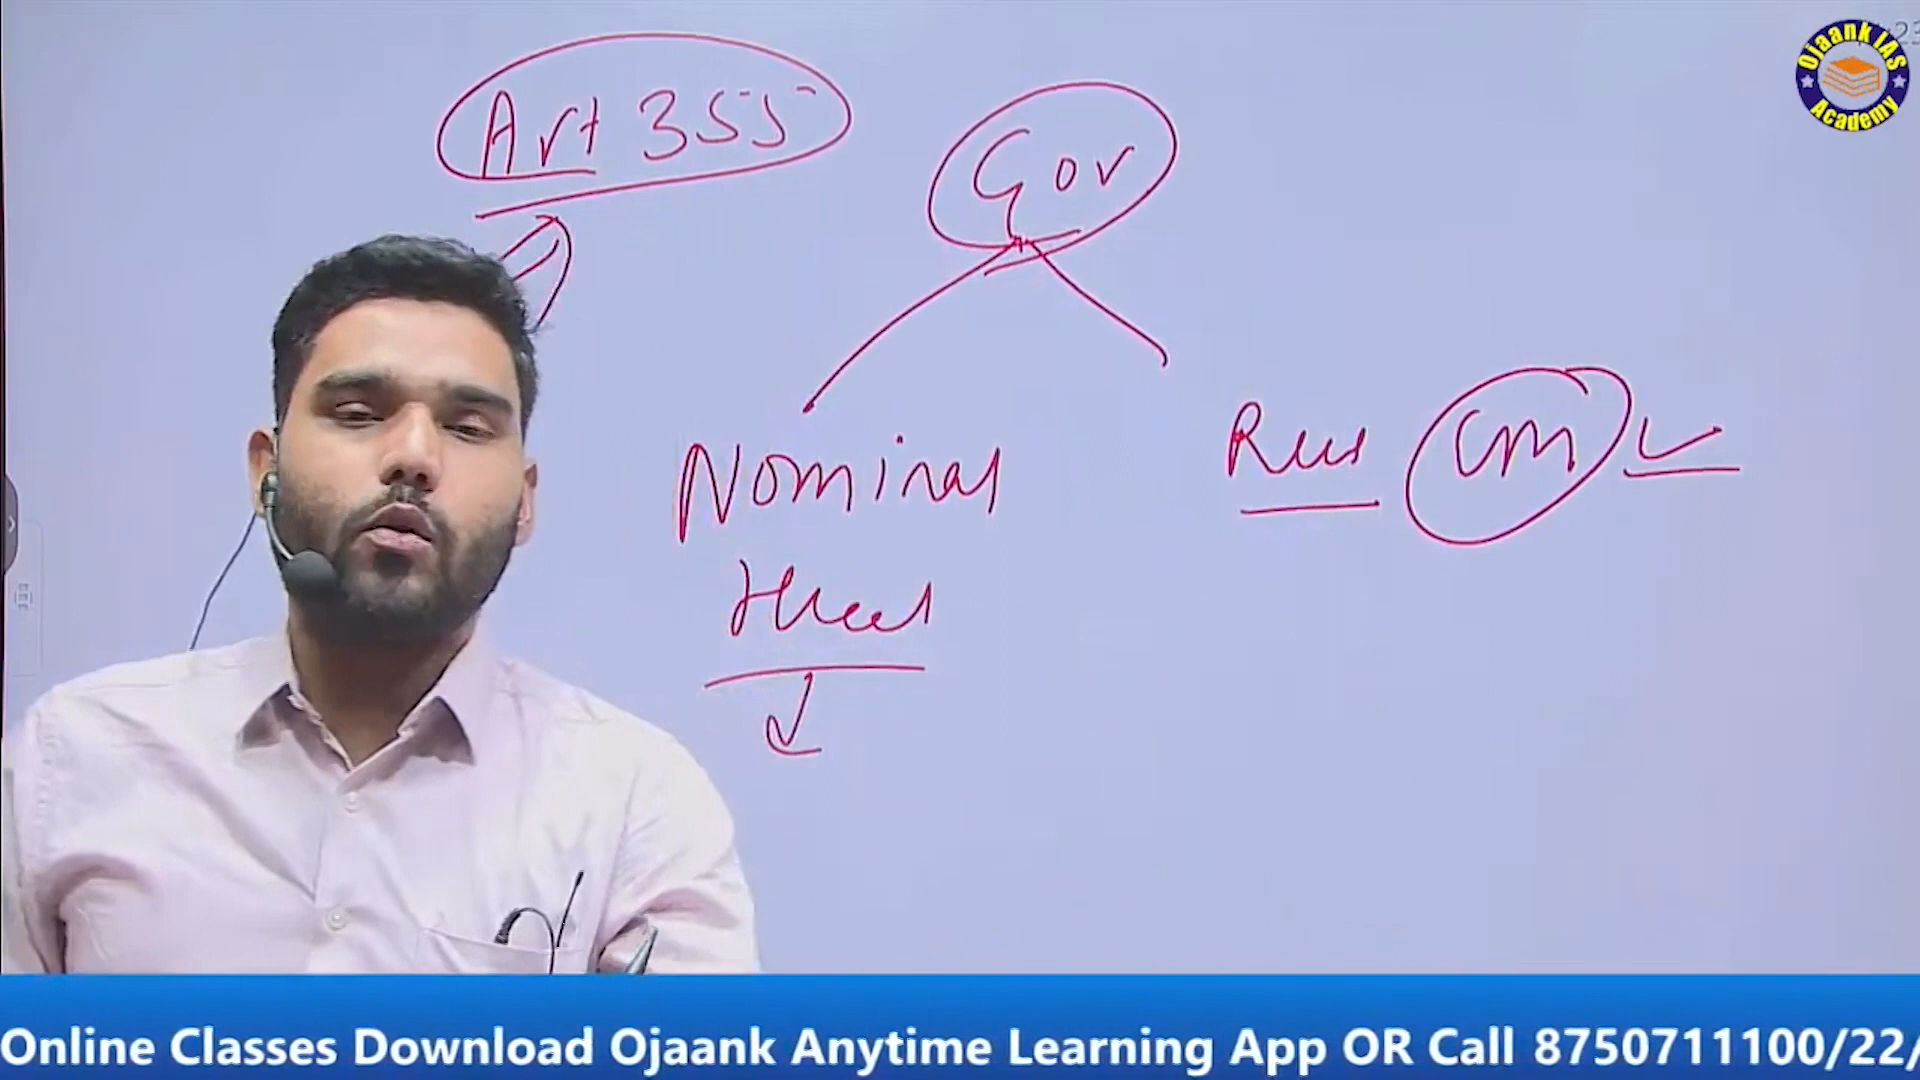 Ojaank IAS
Academy
Art 355
Gov
Nominal
Head
Real CM
Online Classes Download Ojaank Anytime Learning App OR Call 8750711100/22/